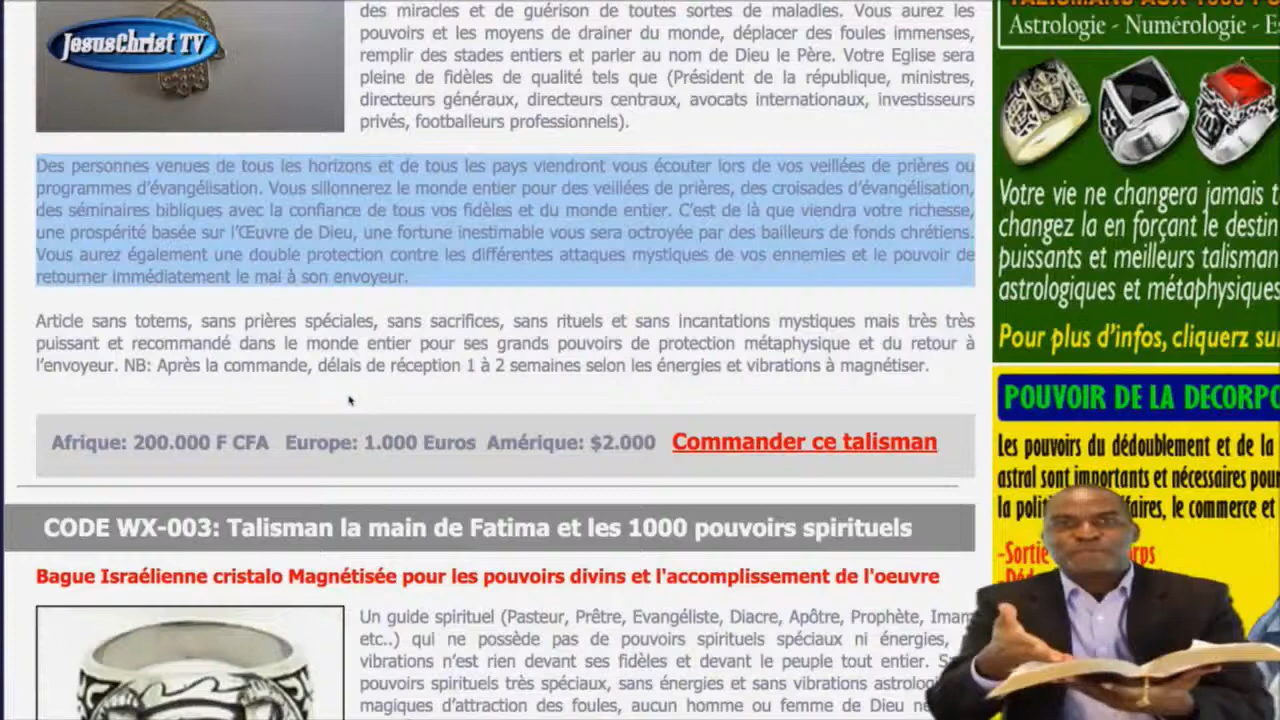 JesusChrist TV
des miracles et de guérison de toutes sortes de maladies. Vous aurez les
pouvoirs et les moyens de drainer du monde, déplacer des foules immenses,
remplir des stades entiers et parler au nom de Dieu le Père. Votre Eglise sera
pleine de fidèles de qualité tels que (Président de la république, ministres,
directeurs généraux, directeurs centraux, avocats internationaux, investisseurs
privés, footballeurs professionnels).
Des personnes venues de tous les horizons et de tous les pays viendront vous écouter lors de vos veillées de prières ou
programmes d'évangélisation. Vous sillonnerez le monde entier pour des veillées de prières, des croisades d'évangélisation,
des séminaires bibliques avec la confiance de tous vos fidèles et du monde entier. C'est de là que viendra votre richesse,
une prospérité basée sur l'Œuvre de Dieu, une fortune inestimable vous sera octroyée par des bailleurs de fonds chrétiens.
Vous aurez également une double protection contre les différentes attaques mystiques de vos ennemies et le pouvoir de
retourner immédiatement le mal à son envoyeur.
Article sans totems, sans prières spéciales, sans sacrifices, sans rituels et sans incantations mystiques mais très très
puissant et recommandé dans le monde entier pour ses grands pouvoirs de protection métaphysique et du retour à
l'envoyeur. NB: Après la commande, délais de réception 1 à 2 semaines selon les énergies et vibrations à magnétiser.
Afrique: 200.000 F CFA Europe: 1.000 Euros Amérique: $2.000 Commander ce talisman
CODE WX-003: Talisman la main de Fatima et les 1000 pouvoirs spirituels
Bague Israélienne cristalo Magnétisée pour les pouvoirs divins et l'accomplissement de l'oeuvre
Un guide spirituel (Pasteur, Prêtre, Evangéliste, Diacre, Apôtre, Prophète, Imam
etc..) qui ne possède pas de pouvoirs spirituels spéciaux ni énergies,
vibrations n'est rien devant ses fidèles et devant le peuple tout entier.
pouvoirs spirituels très spéciaux, sans énergies et sans vibrations
magiques d'attraction des foules, aucun homme ou femme de Dieu
TALISMANS AUX 1000
Astrologie - Numérologie -
Votre vie ne changera jamais
changez la en forçant le destin
puissants et meilleurs talisman
astrologiques et métaphysiques
Pour plus d'infos, cliquerz
POUVOIR DE LA
Les pouvoirs du dédoublement et de la
astral sont importants et nécessaires pour
la le commerce et
-Sortie